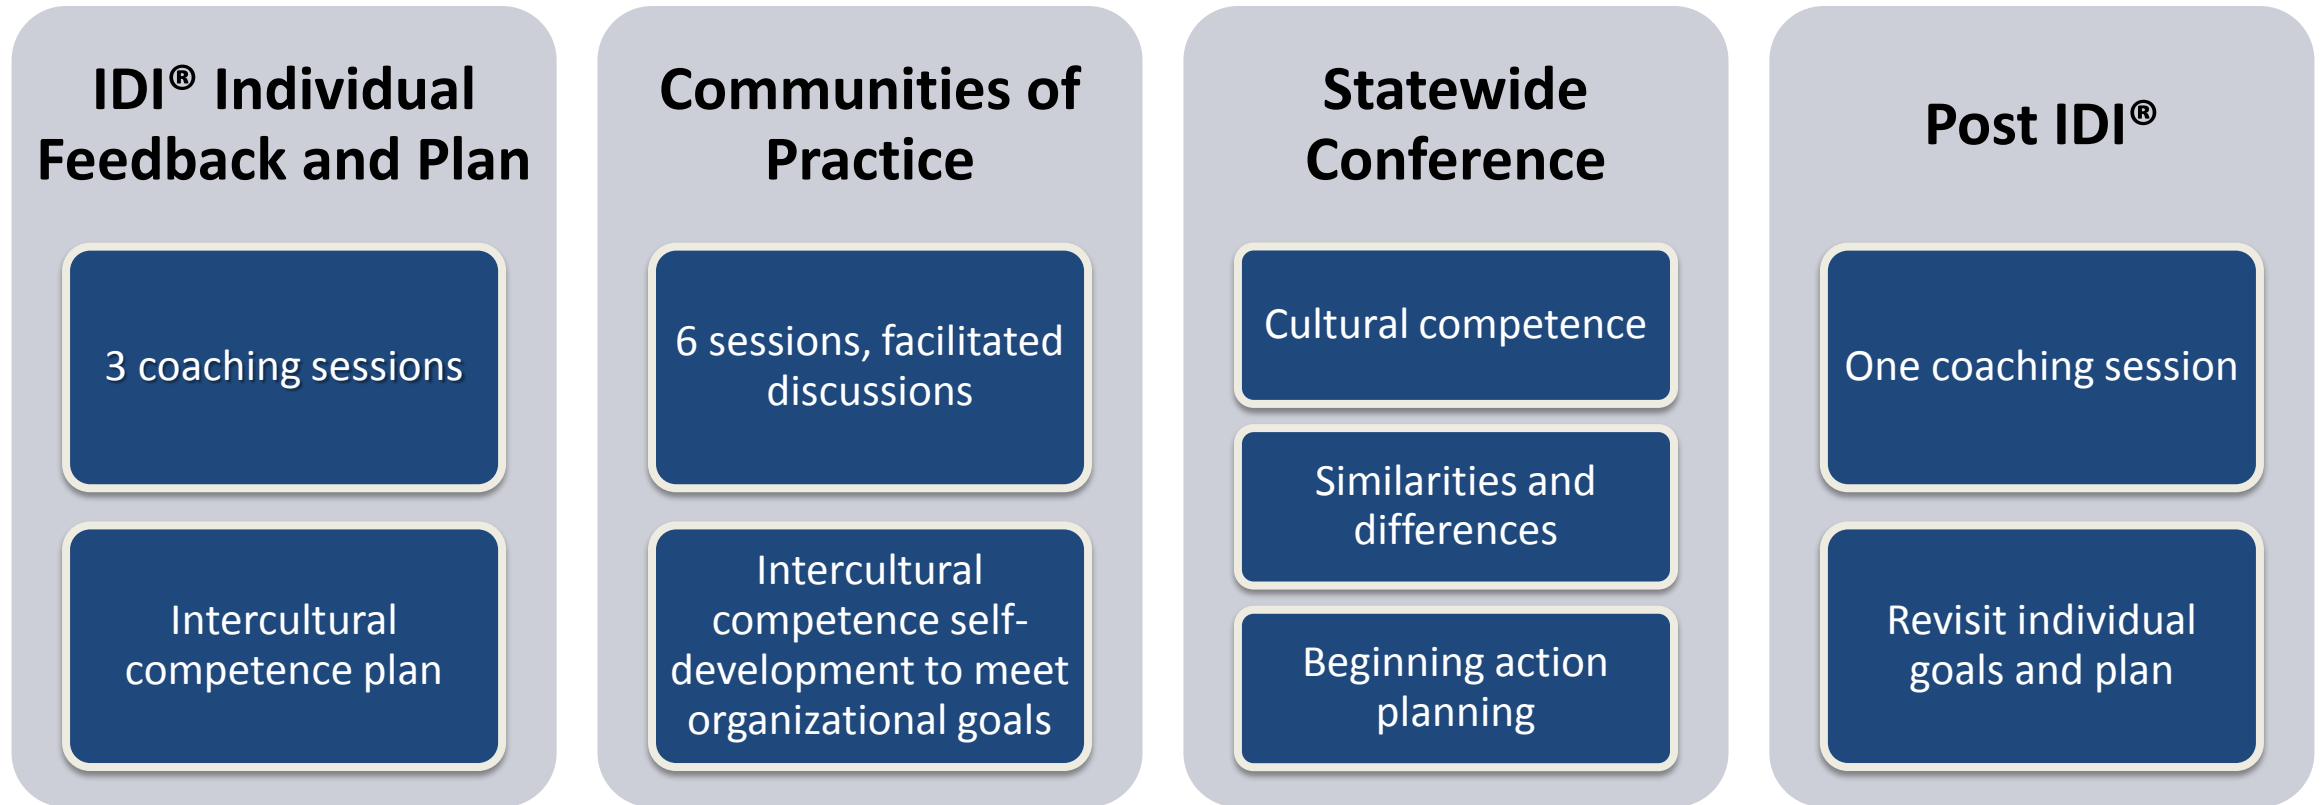 IDI® Individual
Feedback and Plan
3 coaching sessions
Intercultural
competence plan
Communities of
Practice
6 sessions, facilitated
discussions
Intercultural
competence self-
development to meet
organizational goals
Statewide
Conference
Cultural competence
Similarities and
differences
Beginning action
planning
Post IDI®
One coaching session
Revisit individual
goals and plan